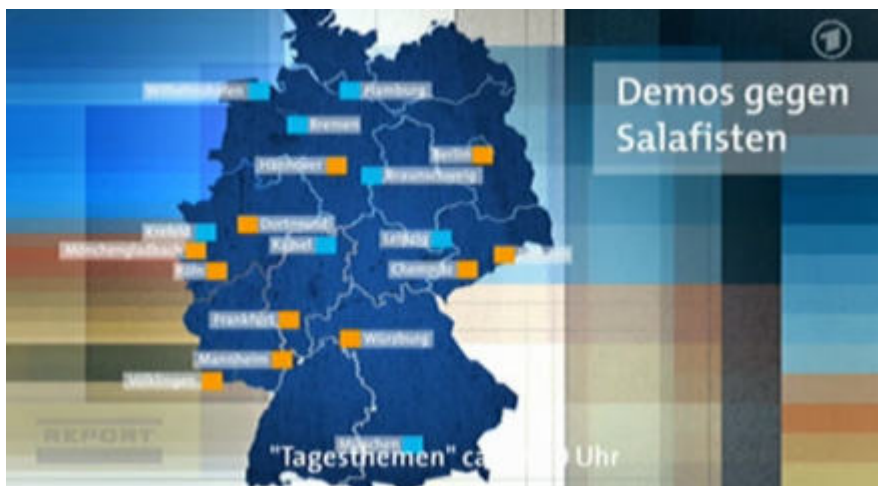 Demos gegen
Salafisten
Wilhelmshaven
Hamburg
Bremen
Hannover
Berlin
Braunschweig
Krefeld
Dortmund
Mönchengladbach
Kassel
Leipzig
Köln
Chemnitz
Frankfurt
Würzburg
Mannheim
Völklingen
München
REPORT
"Tagesthemen" Uhr